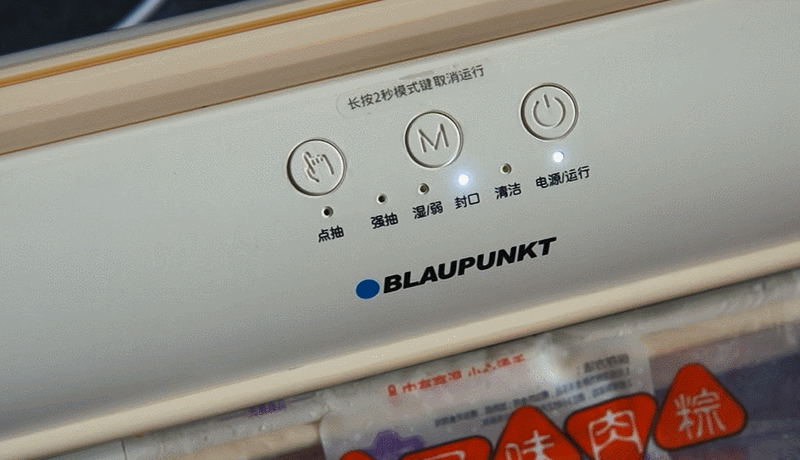 长按2秒模式键取消运行
M
点抽 强抽 湿/弱 封口 清洁 电源/运行
BLAUPUNKT
味肉粽